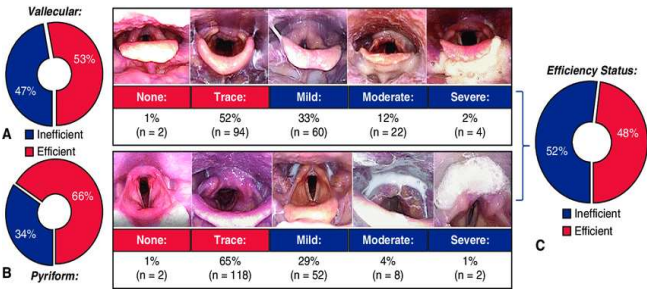 Vallecular:
53%
47%
A
Inefficient
Efficient
66%
34%
B
Pyriform:
None: Trace: Mild: Moderate: Severe:
1% 52% 33% 12% 2%
(n = 2) (n = 94) (n = 60) (n = 22) (n = 4)
None: Trace: Mild: Moderate: Severe:
1% 65% 29% 4% 1%
(n = 2) (n = 118) (n = 52) (n = 8) (n = 2)
Efficiency Status:
48%
52%
Inefficient
Efficient
C